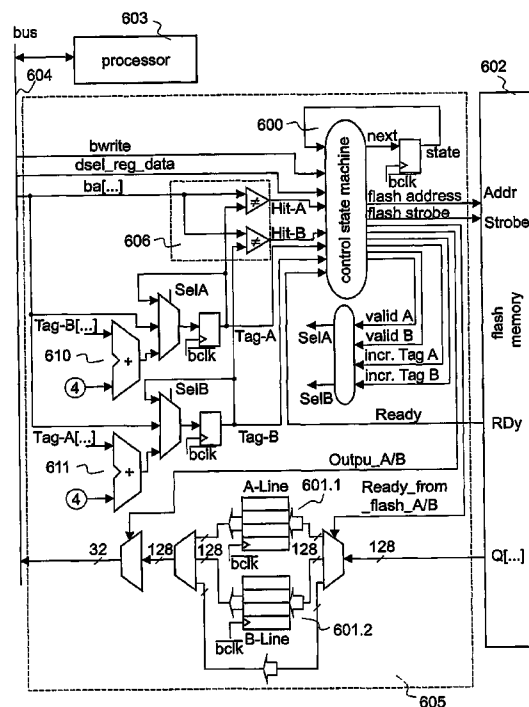 603
bus
processor
604
602
600
next
state
bwrite
bclk
dsel_reg_data
ba[...]
flash address
Addr
Hit-A
flash strobe
Strobe
606
Hit-B
control state machine
flash memory
SelA
valid A
SelA
valid B
Tag-B[...]
incr. Tag A
610
bclk
Tag-A
SelB
incr. Tag B
4
SelB
Ready
RDy
Tag-A[...]
bclk
Tag-B
Outpu_A/B
611
4
A-Line
601.1
Ready_from
_flash_A/B
32
128
128
128
128
Q[...]
bclk
601.2
bclk
B-Line
605